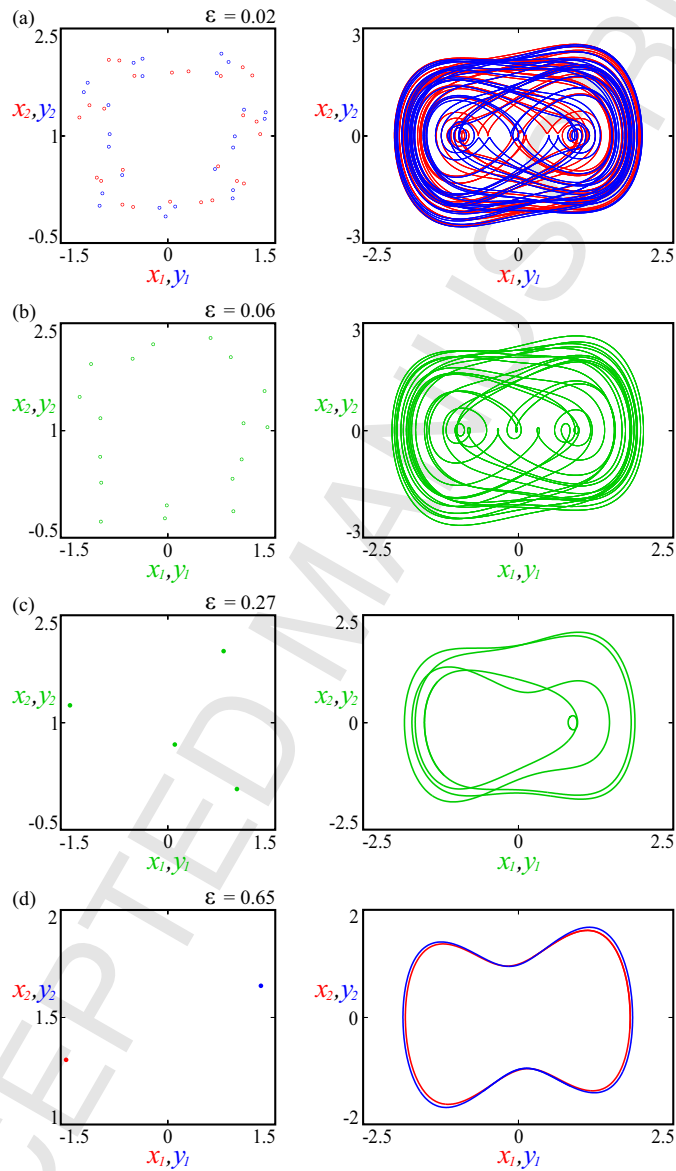 (a) ε = 0.02
2.5
x₂,y₂
1
-0.5
-1.5 0 1.5
x₁,y₁
3
x₂,y₂
0
-3
-2.5 0 2.5
x₁,y₁
(b) ε = 0.06
2.5
x₂,y₂
1
-0.5
-1.5 0 1.5
x₁,y₁
3
x₂,y₂
0
-3
-2.5 0 2.5
x₁,y₁
(c) ε = 0.27
2.5
x₂,y₂
1
-0.5
-1.5 0 1.5
x₁,y₁
2.5
x₂,y₂
0
-2.5
-2.5 0 2.5
x₁,y₁
(d) ε = 0.65
2
x₂,y₂
1.5
1
-1.5 0 1.5
x₁,y₁
2
x₂,y₂
0
-2
-2.5 0 2.5
x₁,y₁